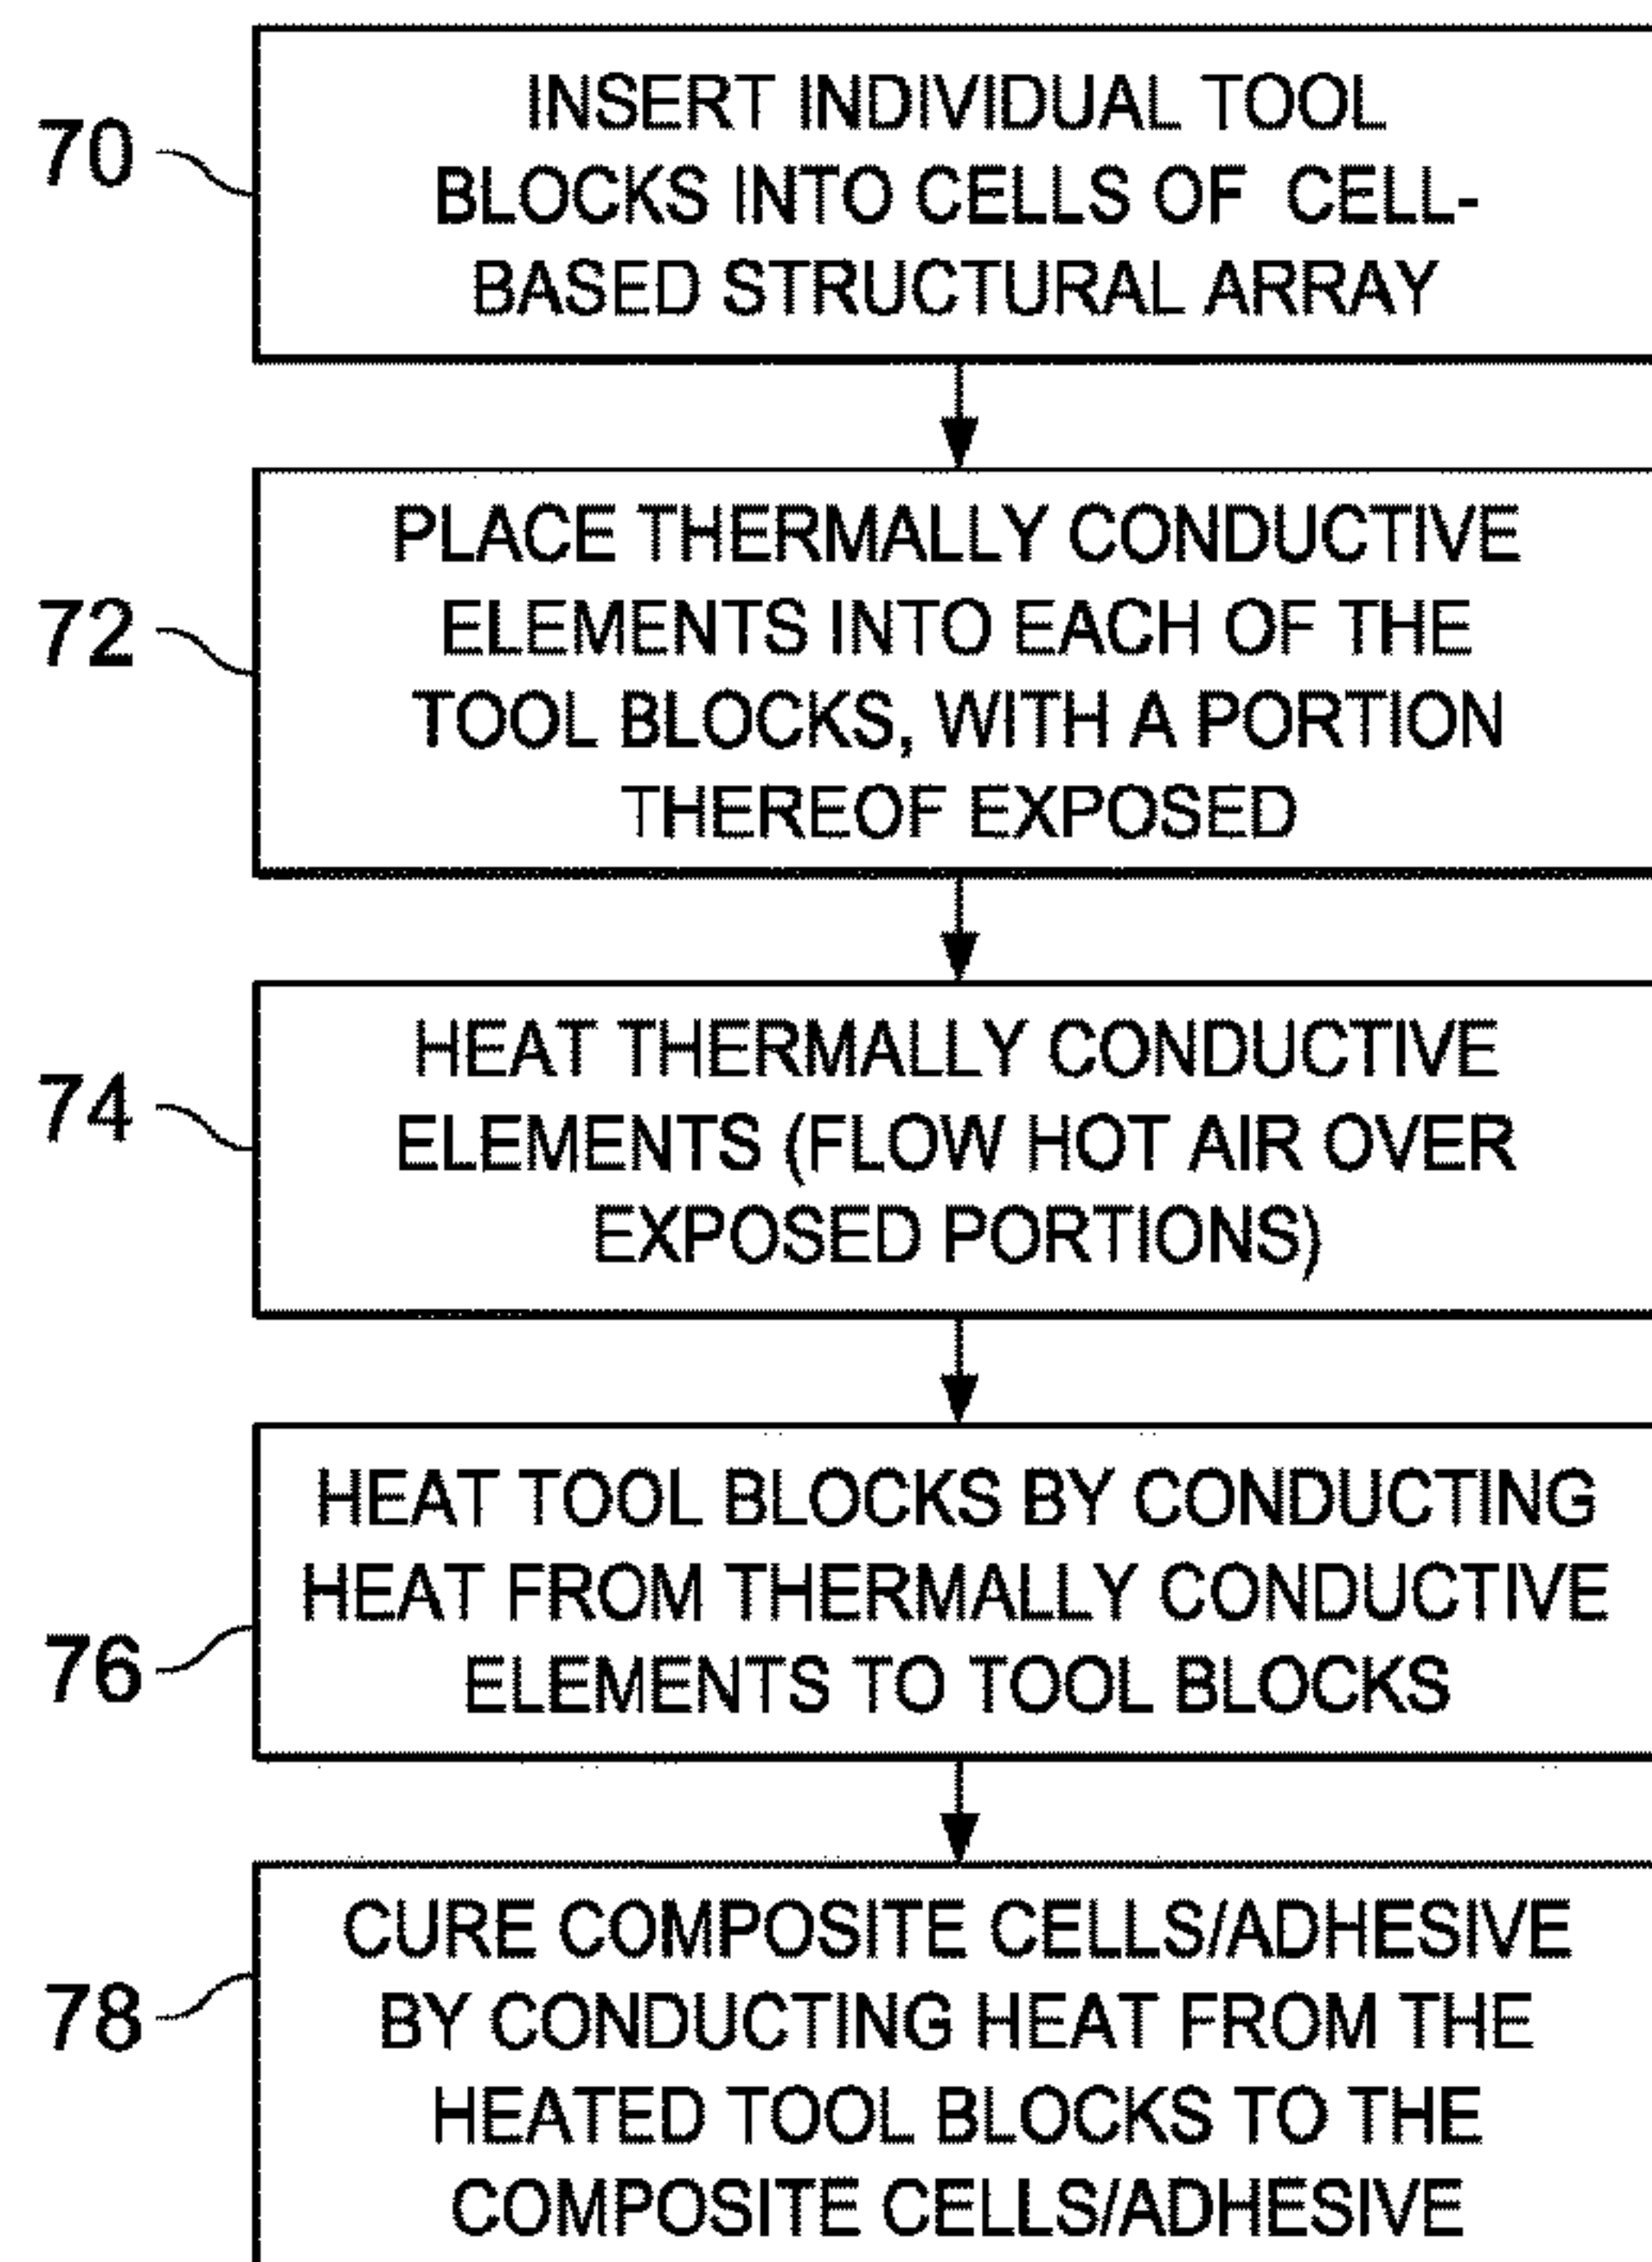 70
INSERT INDIVIDUAL TOOL
BLOCKS INTO CELLS OF CELL-
BASED STRUCTURAL ARRAY
72
PLACE THERMALLY CONDUCTIVE
ELEMENTS INTO EACH OF THE
TOOL BLOCKS, WITH A PORTION
THEREOF EXPOSED
74
HEAT THERMALLY CONDUCTIVE
ELEMENTS (FLOW HOT AIR OVER
EXPOSED PORTIONS)
76
HEAT TOOL BLOCKS BY CONDUCTING
HEAT FROM THERMALLY CONDUCTIVE
ELEMENTS TO TOOL BLOCKS
78
CURE COMPOSITE CELLS/ADHESIVE
BY CONDUCTING HEAT FROM THE
HEATED TOOL BLOCKS TO THE
COMPOSITE CELLS/ADHESIVE